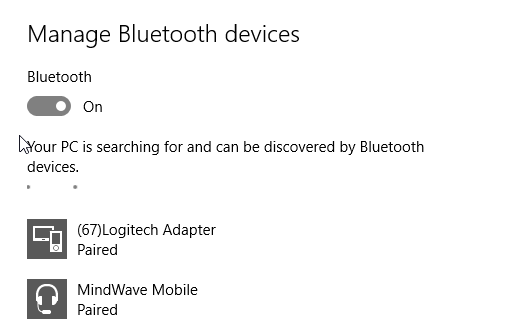 Manage Bluetooth devices
Bluetooth
On
Your PC is searching for and can be discovered by Bluetooth
devices.
(67)Logitech Adapter
Paired
MindWave Mobile
Paired